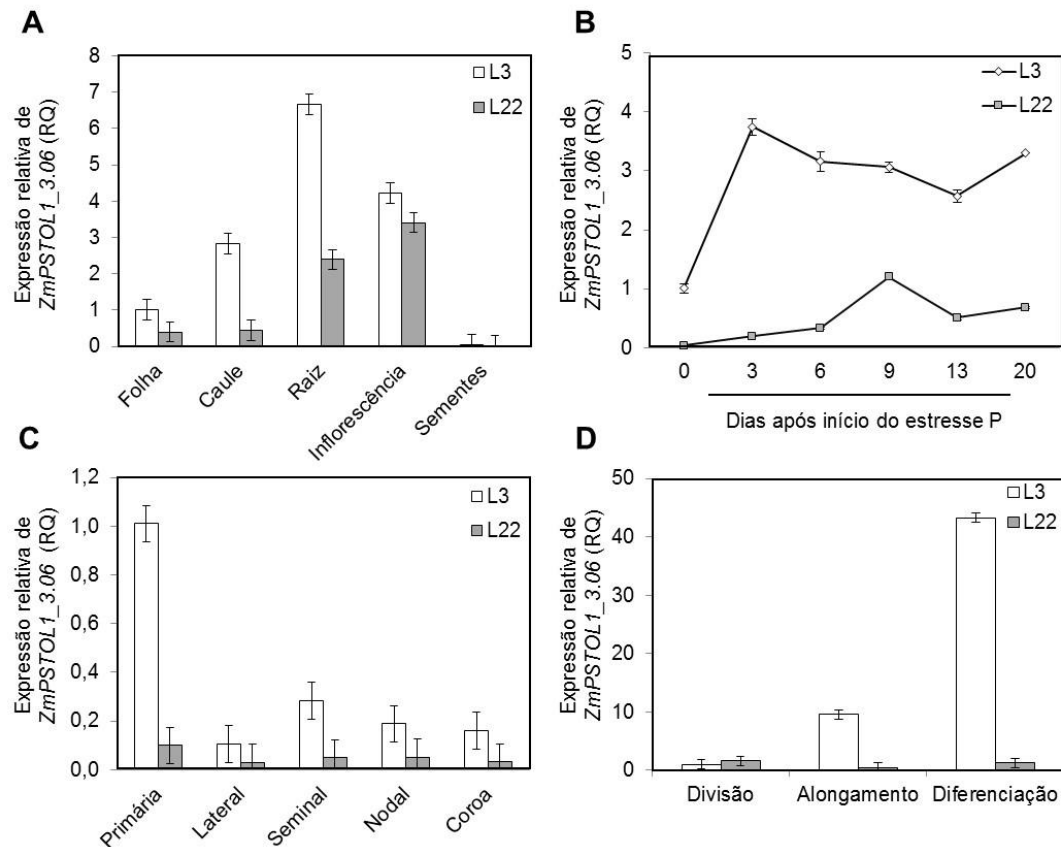 A
Expressão relativa de
ZmPSTOL1_3.06 (RQ)
8
7
6
5
4
3
2
1
0
L3
L22
Folha
Caule
Raiz
Inflorescência
Sementes
B
Expressão relativa de
ZmPSTOL1_3.06 (RQ)
5
4
3
2
1
0
L3
L22
0 3 6 9 13 20
Dias após início do estresse P
C
Expressão relativa de
ZmPSTOL1_3.06 (RQ)
1,2
1,0
0,8
0,6
0,4
0,2
0,0
L3
L22
Primária
Lateral
Seminal
Nodal
Coroa
D
Expressão relativa de
ZmPSTOL1_3.06 (RQ)
50
40
30
20
10
0
L3
L22
Divisão Alongamento Diferenciação